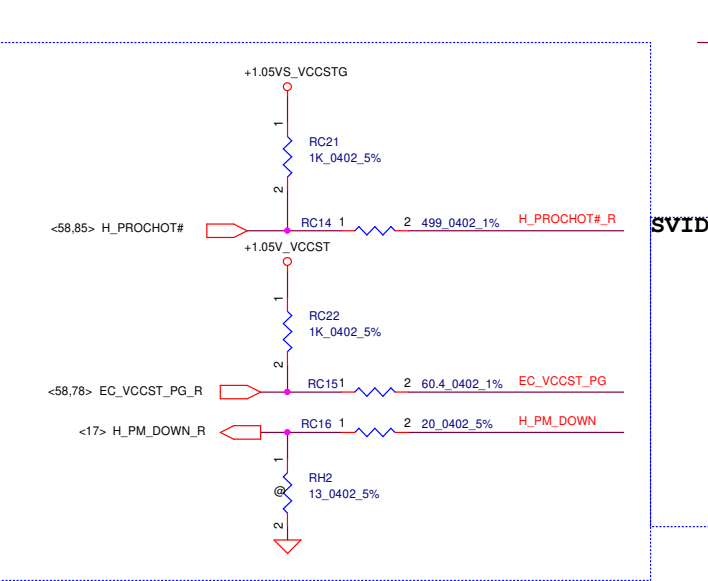 +1.05VS_VCCSTG
1
RC21
1K_0402_5%
2
<58,85> H_PROCHOT# RC14 1 2 499_0402_1% H_PROCHOT#_R
SVID
+1.05V_VCCST
1
RC22
1K_0402_5%
2
<58,78> EC_VCCST_PG_R RC15 1 2 60.4_0402_1% EC_VCCST_PG
<17> H_PM_DOWN_R RC16 1 2 20_0402_5% H_PM_DOWN
1
RH2
@
13_0402_5%
2